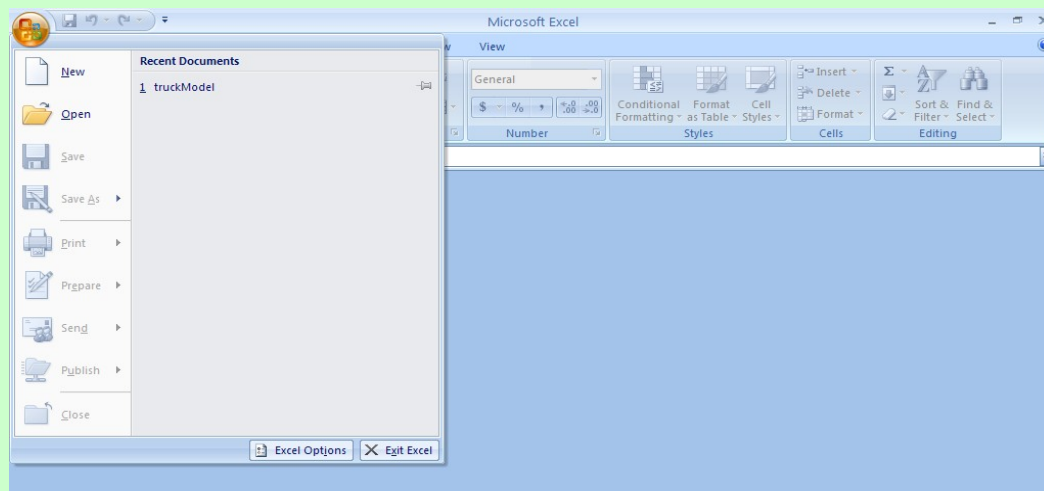 Microsoft Excel
View
New
Open
Save
Save As
Print
Prepare
Send
Publish
Close
Recent Documents
1 truckModel
Excel Options
Exit Excel
General
$ % ,
Number
Conditional Formatting
Format as Table
Cell Styles
Styles
Insert
Delete
Format
Cells
Σ
Sort & Filter
Find & Select
Editing